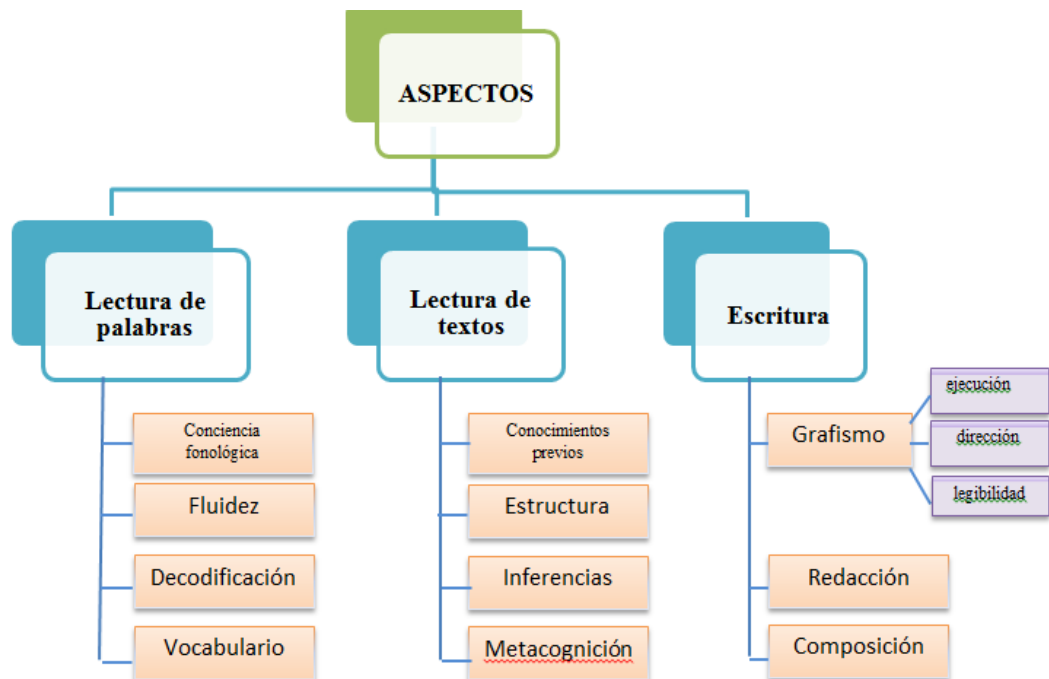 ASPECTOS
Lectura de
palabras
Conciencia
fonológica
Fluidez
Decodificación
Vocabulario
Lectura de
textos
Conocimientos
previos
Estructura
Inferencias
Metacognición
Escritura
Grafismo
ejecución
dirección
legibilidad
Redacción
Composición